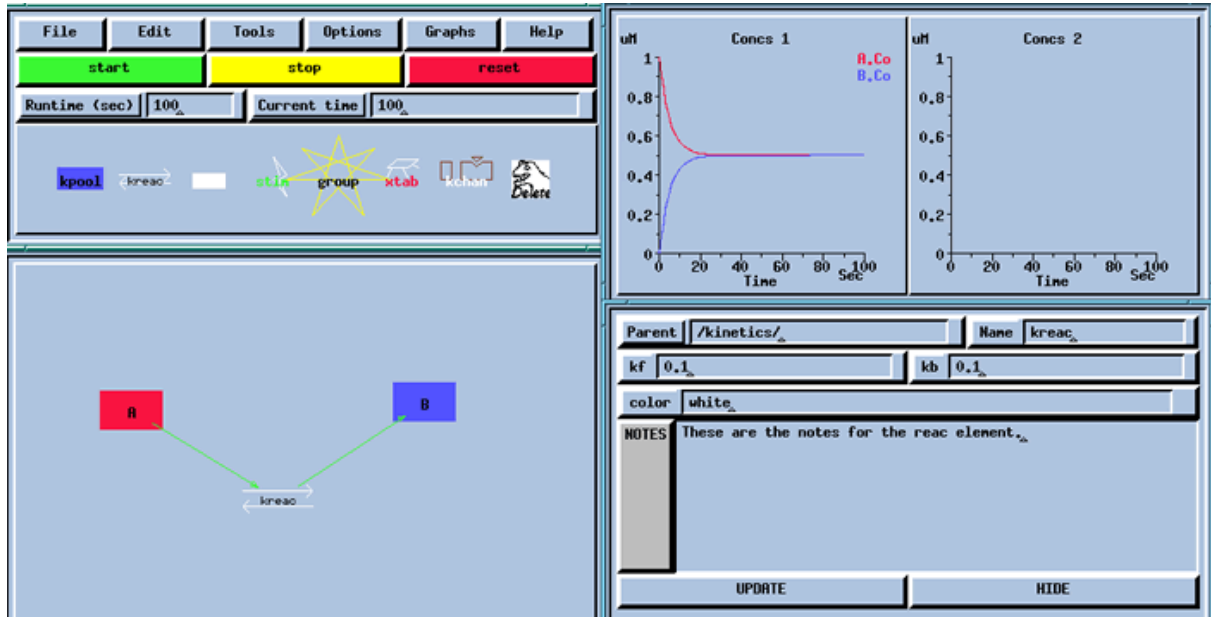 File Edit Tools Options Graphs Help
start stop reset
Runtime (sec) 100 Current time 100
kpool kreac stim group xtab kchan Delete
A B
kreac
uM Concs 1
A.Co
B.Co
1
0.8
0.6
0.4
0.2
0
0 20 40 60 80 100
Sec
Time
uM Concs 2
1
0.8
0.6
0.4
0.2
0
0 20 40 60 80 100
Sec
Time
Parent /kinetics/ Name kreac
kf 0.1 kb 0.1
color white
NOTES These are the notes for the reac element.
UPDATE HIDE